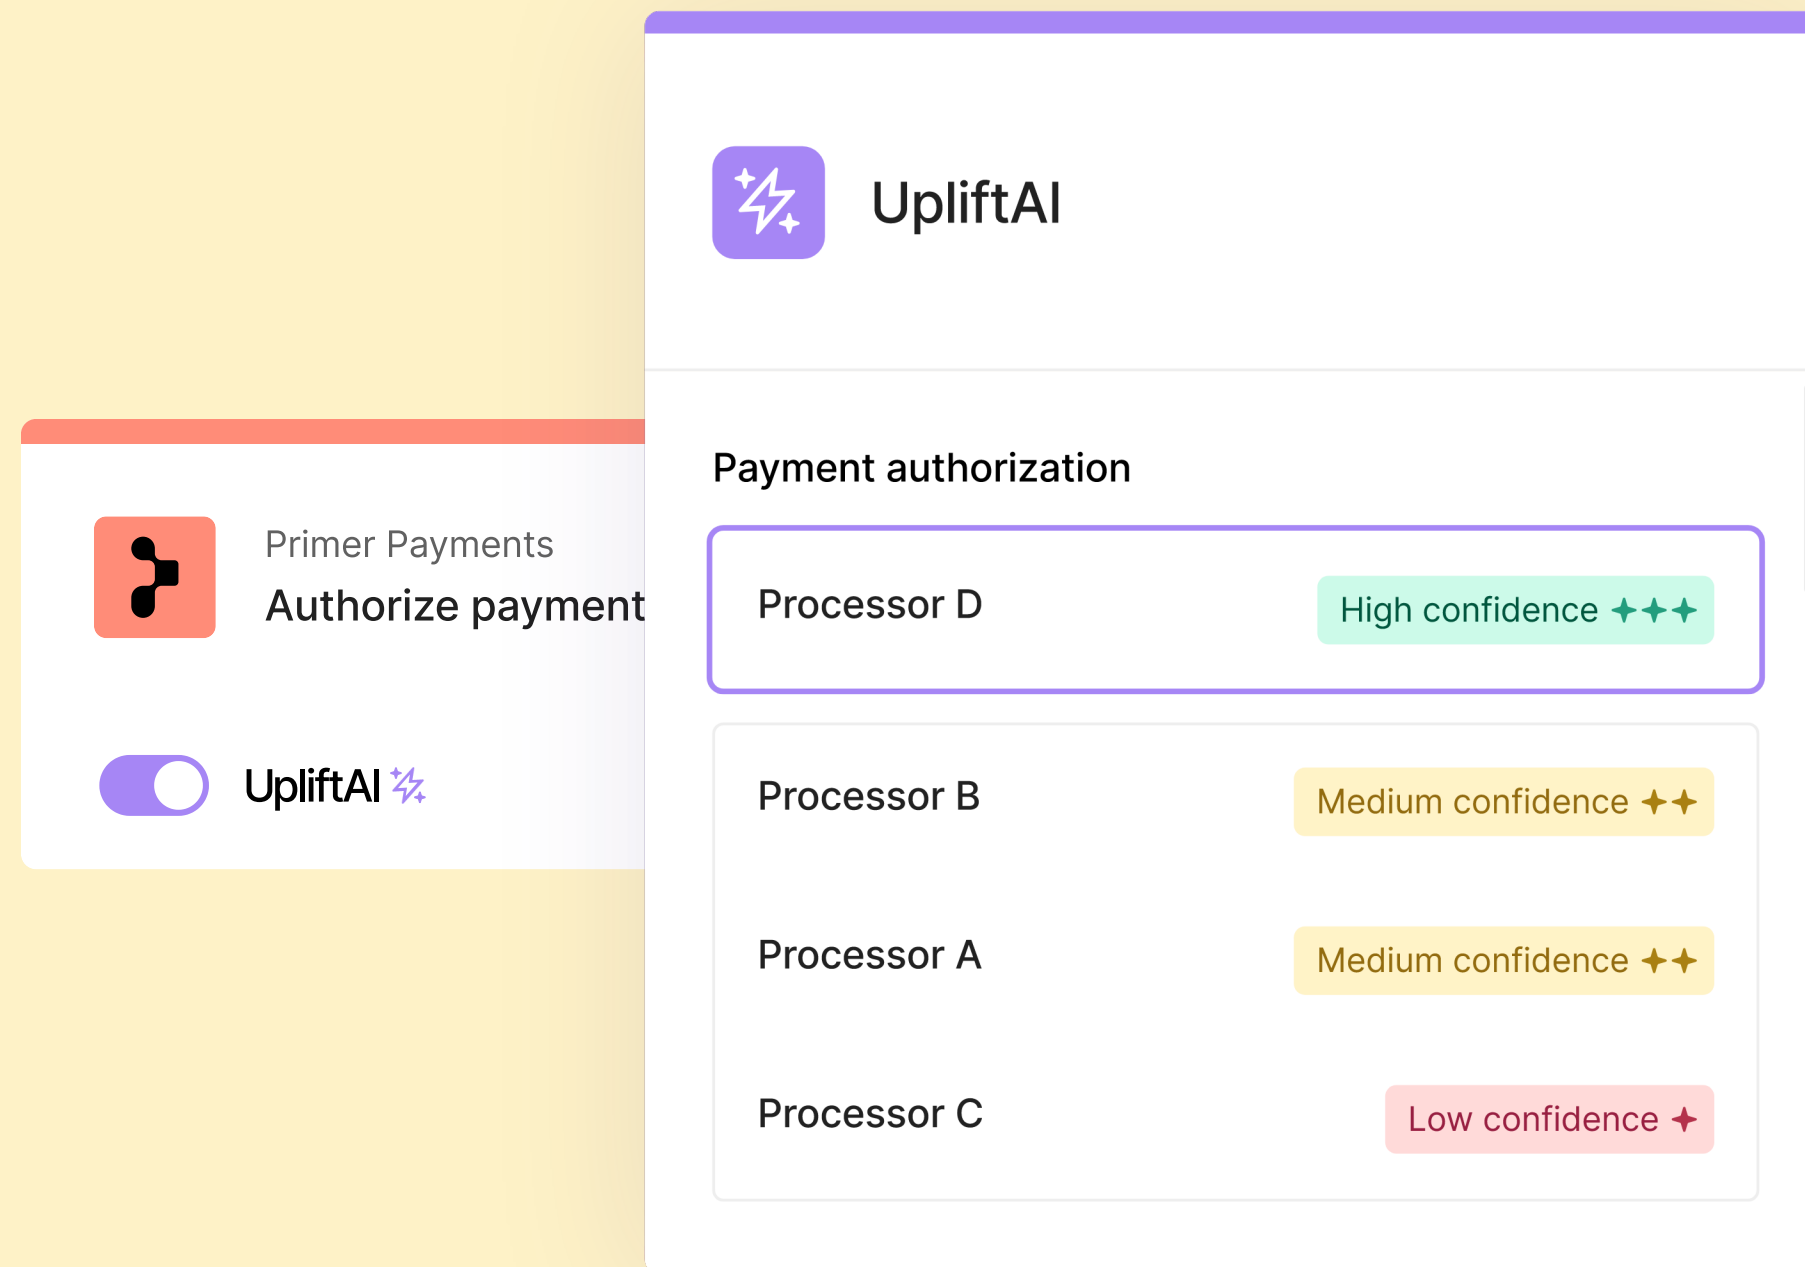 UpliftAI
Primer Payments
Authorize payment
UpliftAI
Payment authorization
Processor D
High confidence
Processor B
Medium confidence
Processor A
Medium confidence
Processor C
Low confidence